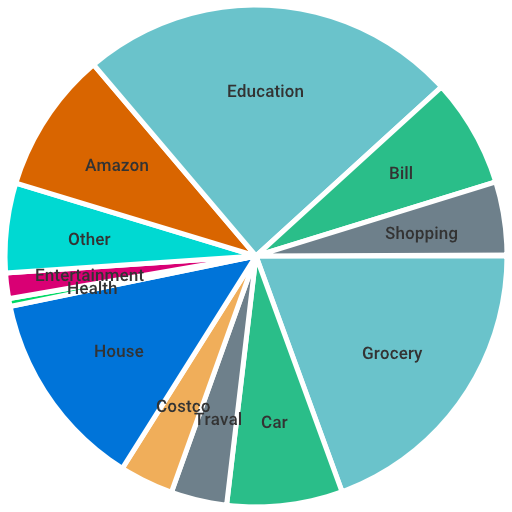 Education
Amazon
Bill
Shopping
Other
Entertainment
Health
House
Grocery
Costco
Traval
Car